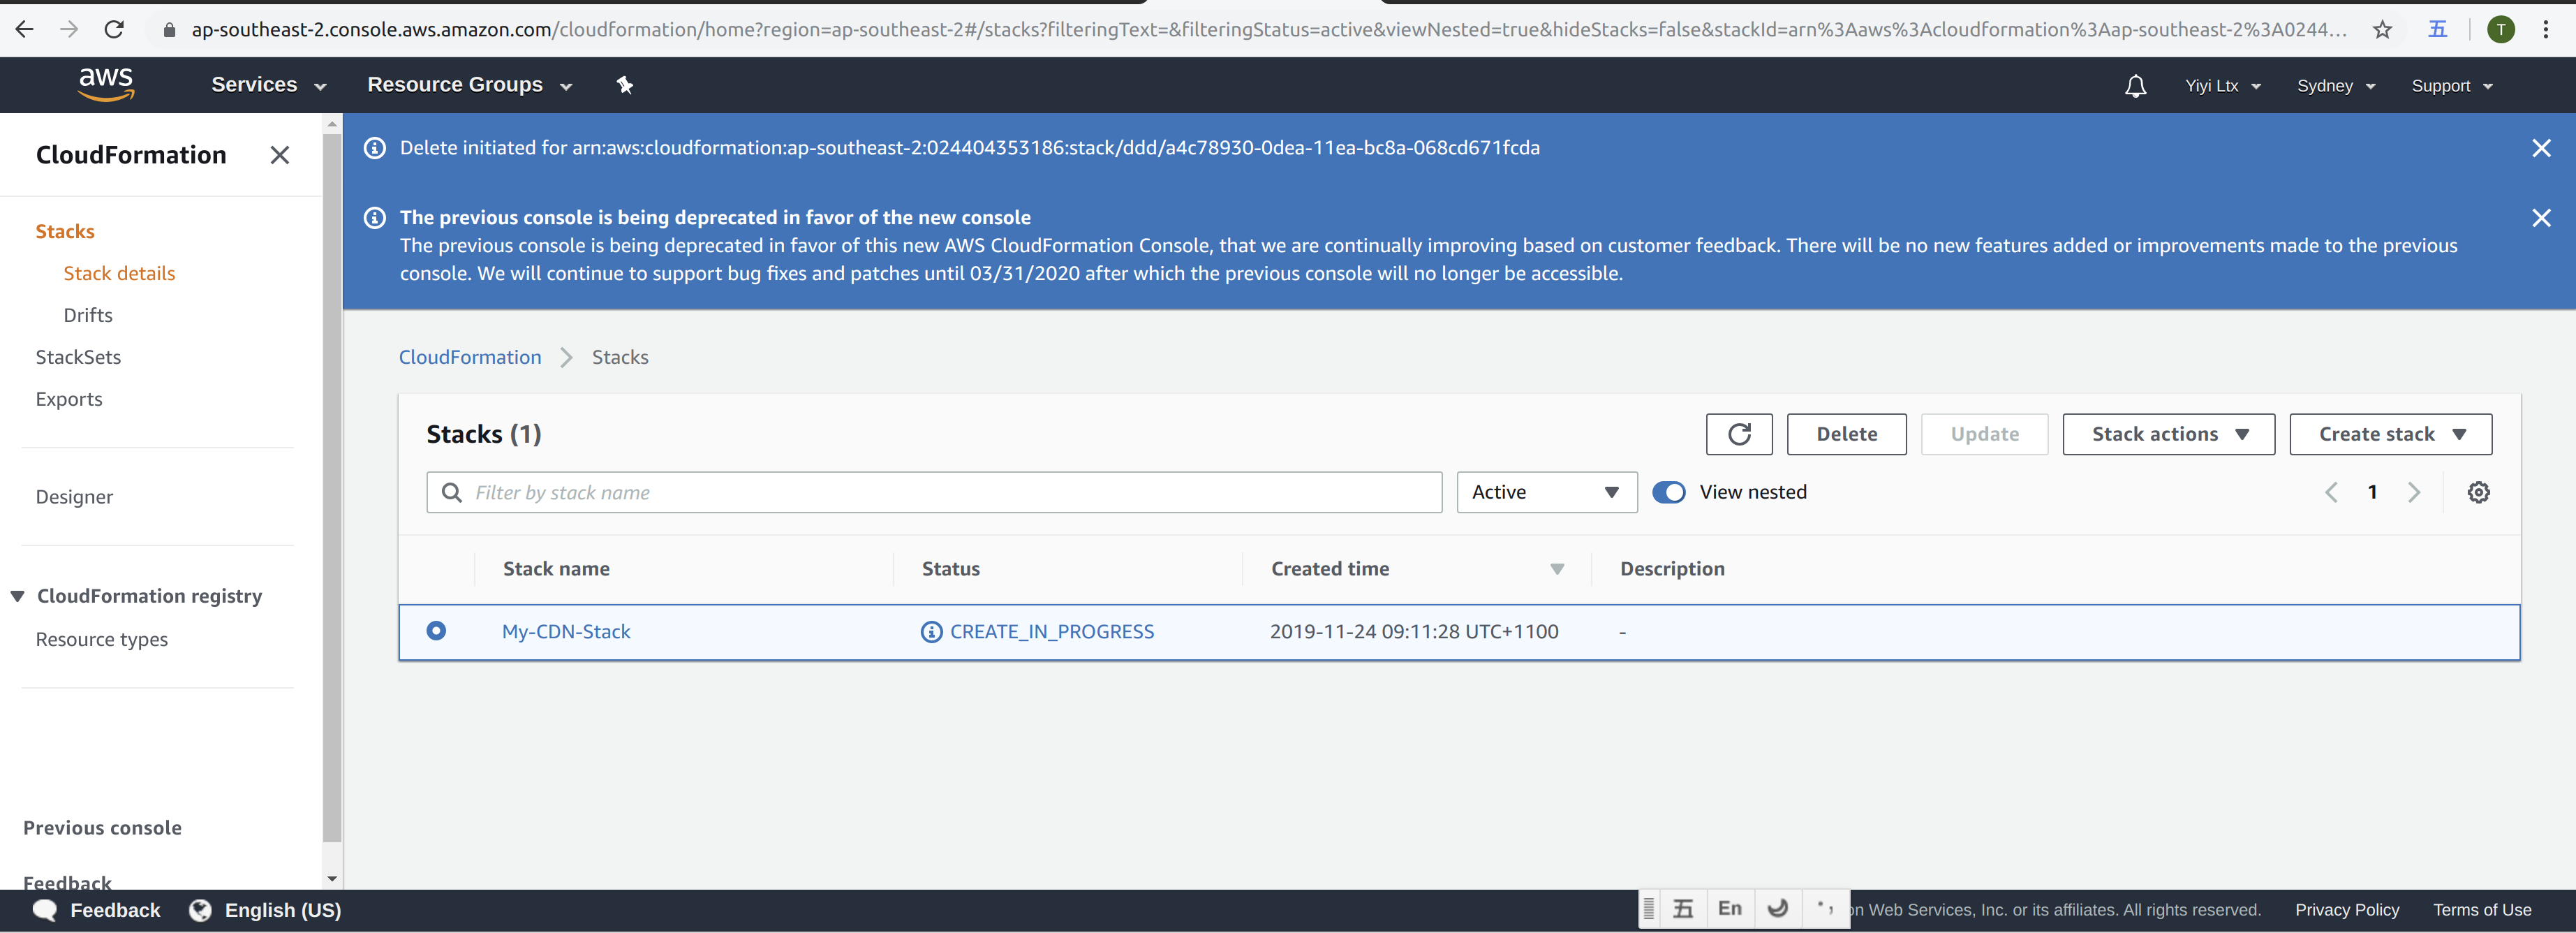 ap-southeast-2.console.aws.amazon.com/cloudformation/home?region=ap-southeast-2#/stacks?filteringText=&filteringStatus=active&viewNested=true&hideStacks=false&stackId=arn%3Aaws%3Acloudformation%3Aap-southeast-2%3A0244...
五
T
aws
Services
Resource Groups
Yiyi Ltx
Sydney
Support
CloudFormation
Stacks
Stack details
Drifts
StackSets
Exports
Designer
CloudFormation registry
Resource types
Previous console
Feedback
Delete initiated for arn:aws:cloudformation:ap-southeast-2:024404353186:stack/ddd/a4c78930-0dea-11ea-bc8a-068cd671fcda
The previous console is being deprecated in favor of the new console
The previous console is being deprecated in favor of this new AWS CloudFormation Console, that we are continually improving based on customer feedback. There will be no new features added or improvements made to the previous
console. We will continue to support bug fixes and patches until 03/31/2020 after which the previous console will no longer be accessible.
CloudFormation Stacks
Stacks (1)
Delete
Update
Stack actions
Create stack
Filter by stack name
Active
View nested
1
Stack name Status Created time Description
My-CDN-Stack CREATE_IN_PROGRESS 2019-11-24 09:11:28 UTC+1100 -
Feedback
English (US)
五 En
on Web Services, Inc. or its affiliates. All rights reserved.
Privacy Policy
Terms of Use